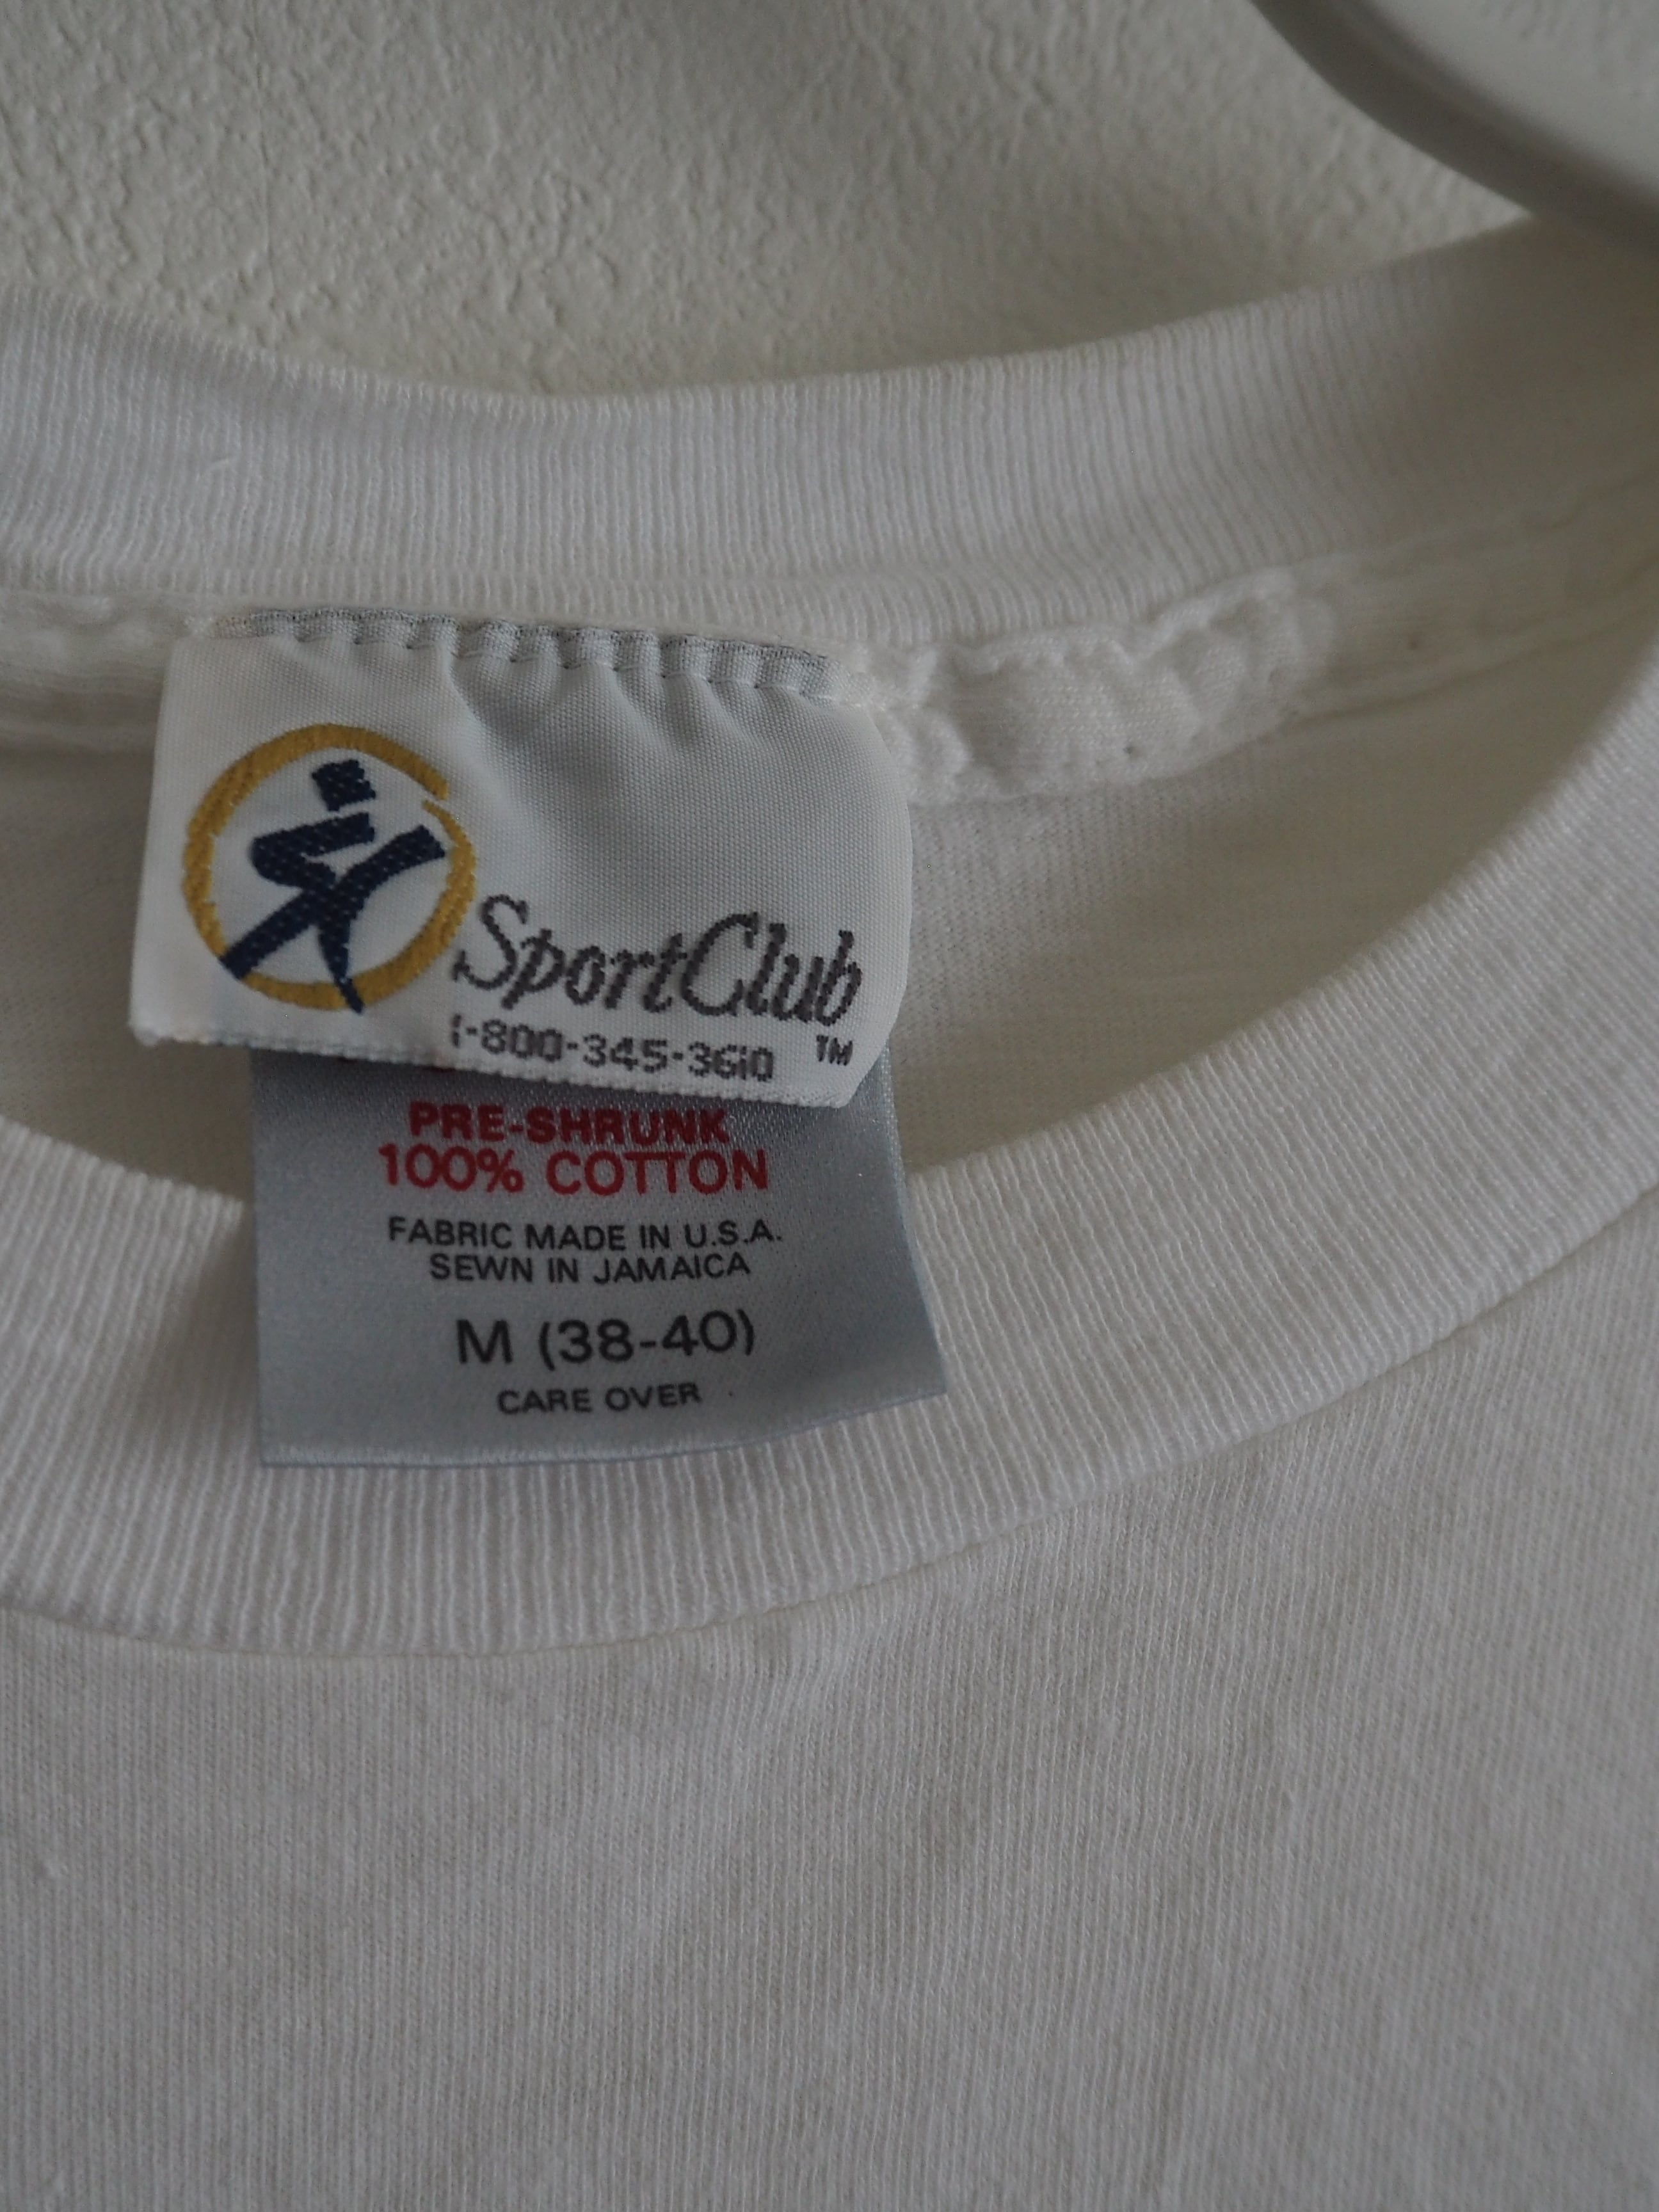 SportClub
1-800-345-3610 TM
PRE-SHRUNK
100% COTTON
FABRIC MADE IN U.S.A.
SEWN IN JAMAICA
M (38-40)
CARE OVER